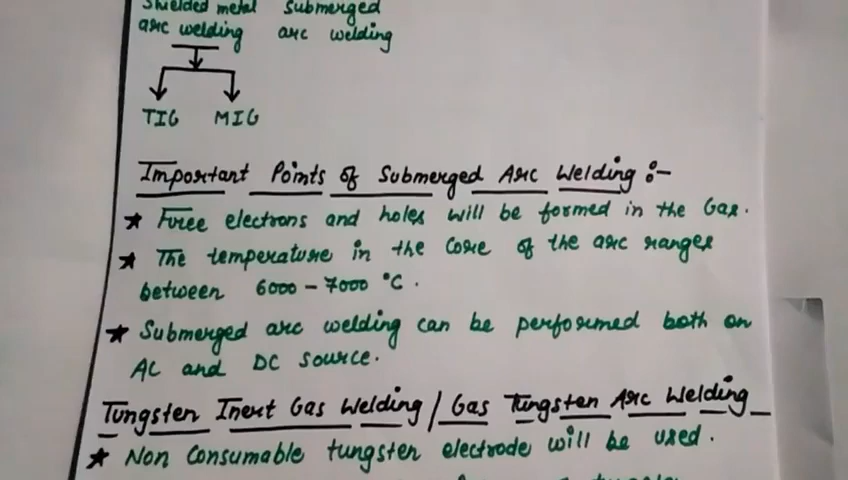 Shielded metal submerged
arc welding arc welding
TIG MIG
Important Points of Submerged Arc Welding :-
★ Free electrons and holes will be formed in the Gas.
★ The temperature in the core of the arc ranges
between 6000 - 7000 °C.
★ Submerged arc welding can be performed both on
AC and DC source.
Tungsten Inert Gas Welding / Gas Tungsten Arc Welding
★ Non Consumable tungsten electrode will be used.